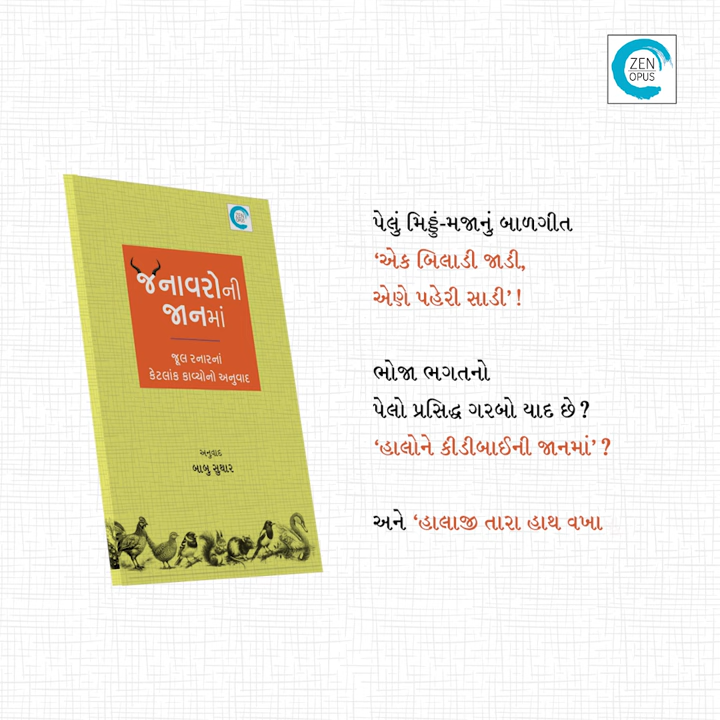 ZEN
OPUS
જનાવરોની
જાનમાં
જૂલ રનારનાં
કેટલાંક કાવ્યોનો અનુવાદ
અનુવાદ
બાબુ સુથાર
પેલું મિઠ્ઠું-મજાનું બાળગીત
‘એક બિલાડી જાડી,
એણે પહેરી સાડી’!
ભોજા ભગતનો
પેલો પ્રસિદ્ધ ગરબો યાદ છે?
‘હાલોને કીડીબાઈની જાનમાં’?
અને ‘હાલાજી તારા હાથ વખા